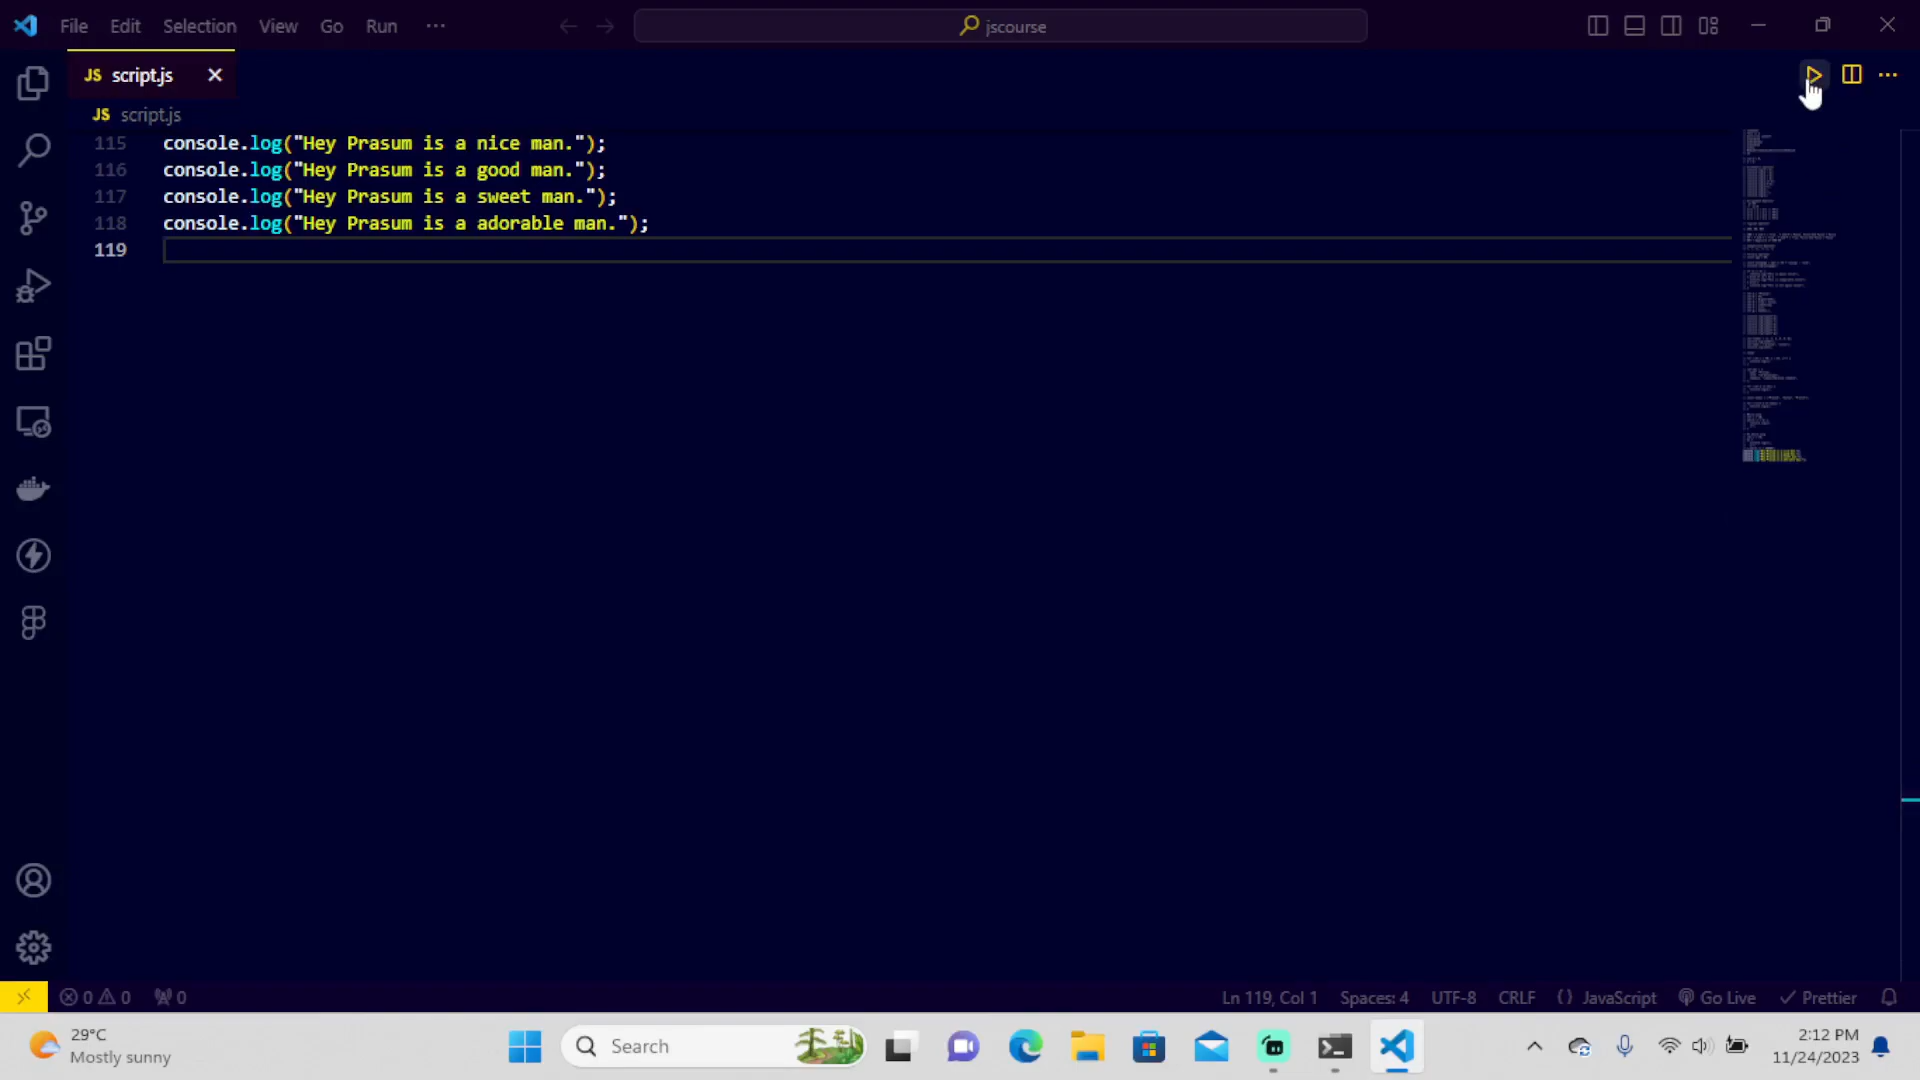 File Edit Selection View Go Run ···
jscourse
JS script.js
JS script.js
115 console.log("Hey Prasum is a nice man.");
116 console.log("Hey Prasum is a good man.");
117 console.log("Hey Prasum is a sweet man.");
118 console.log("Hey Prasum is a adorable man.");
119
0 0 0 Ln 119, Col 1 Spaces: 4 UTF-8 CRLF JavaScript Go Live Prettier
29°C
Mostly sunny
Search
2:12 PM
11/24/2023